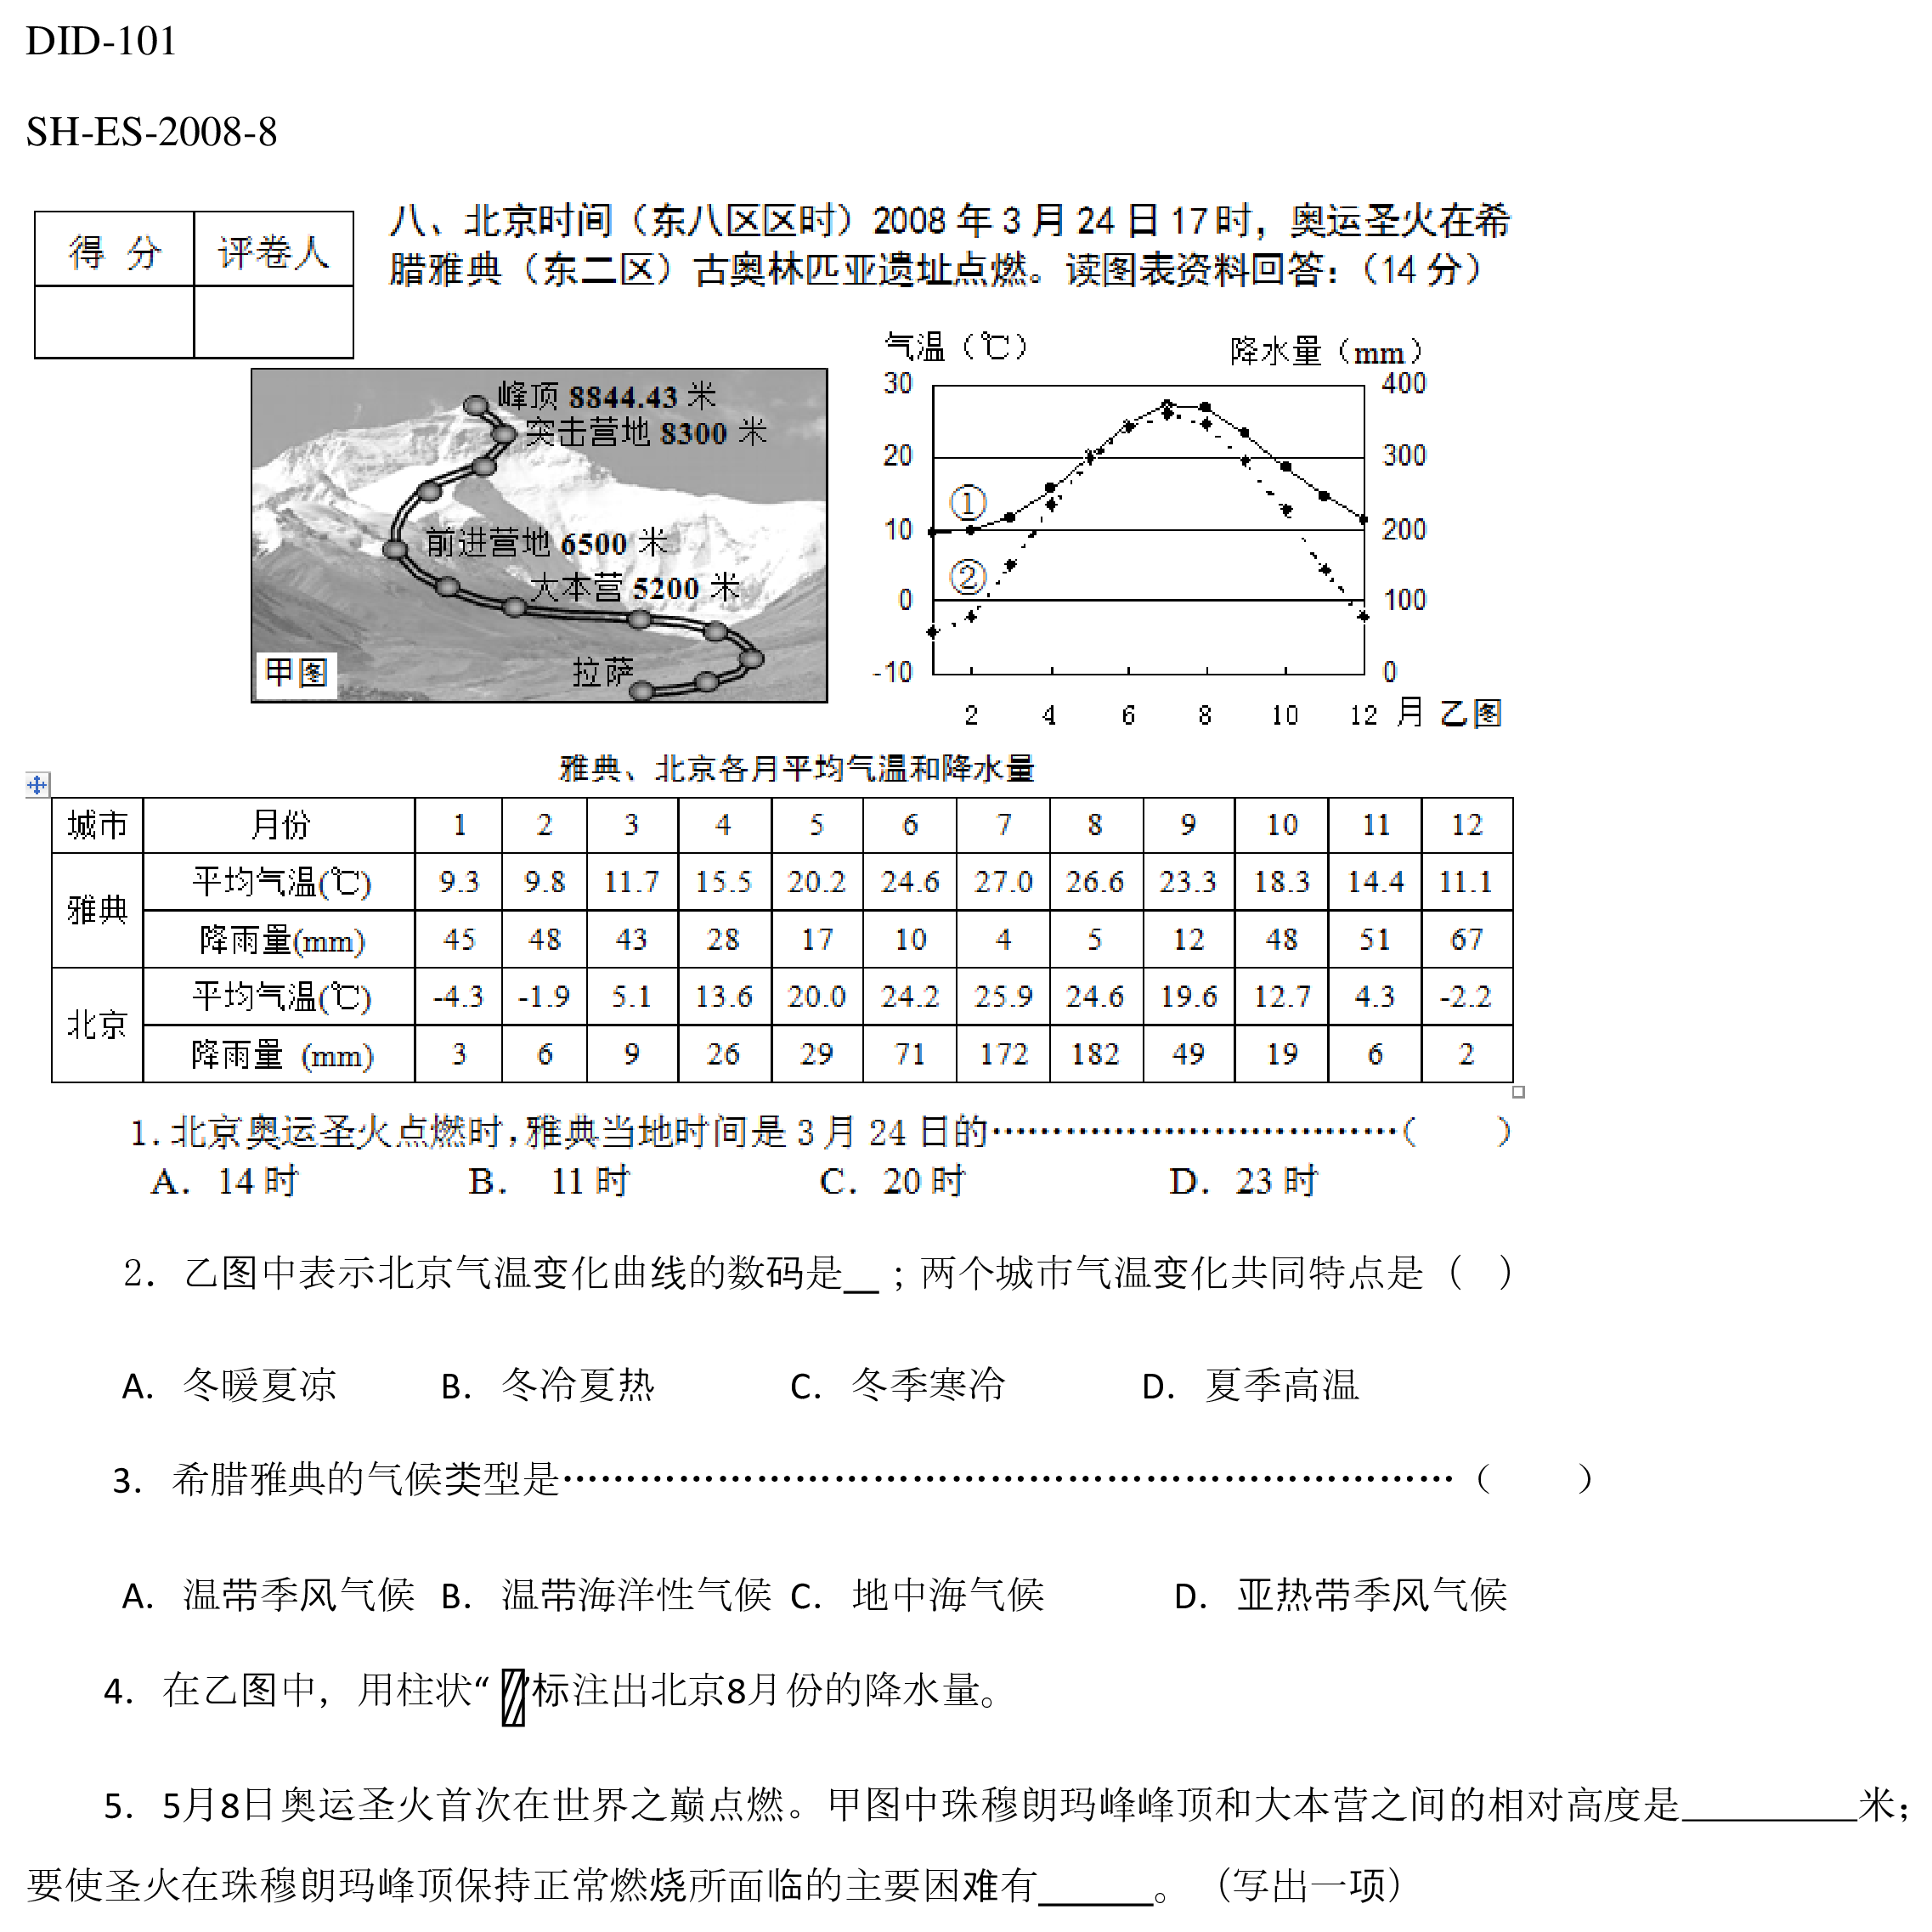 DID-101
SH-ES-2008-8
得 分 评卷人
八、北京时间（东八区区时）2008 年 3 月 24 日 17 时，奥运圣火在希
腊雅典（东二区）古奥林匹亚遗址点燃。读图表资料回答：（14 分）
峰顶 8844.43 米
突击营地 8300 米
前进营地 6500 米
大本营 5200 米
拉萨
甲图
气温（℃） 降水量（mm）
30 400
20 300
①
10 200
②
0 100
-10 0
2 4 6 8 10 12 月 乙图
雅典、北京各月平均气温和降水量
城市 月份 1 2 3 4 5 6 7 8 9 10 11 12
雅典 平均气温(℃) 9.3 9.8 11.7 15.5 20.2 24.6 27.0 26.6 23.3 18.3 14.4 11.1
降雨量(mm) 45 48 43 28 17 10 4 5 12 48 51 67
北京 平均气温(℃) -4.3 -1.9 5.1 13.6 20.0 24.2 25.9 24.6 19.6 12.7 4.3 -2.2
降雨量 (mm) 3 6 9 26 29 71 172 182 49 19 6 2
1.北京奥运圣火点燃时,雅典当地时间是 3 月 24 日的………………………………( )
A. 14 时 B. 11 时 C. 20 时 D. 23 时
2. 乙图中表示北京气温变化曲线的数码是__；两个城市气温变化共同特点是（ ）
A. 冬暖夏凉 B. 冬冷夏热 C. 冬季寒冷 D. 夏季高温
3. 希腊雅典的气候类型是……………………………………………………………（ ）
A. 温带季风气候 B. 温带海洋性气候 C. 地中海气候 D. 亚热带季风气候
4. 在乙图中，用柱状“ ”标注出北京8月份的降水量。
5. 5月8日奥运圣火首次在世界之巅点燃。甲图中珠穆朗玛峰峰顶和大本营之间的相对高度是_________米；
要使圣火在珠穆朗玛峰顶保持正常燃烧所面临的主要困难有______。（写出一项）